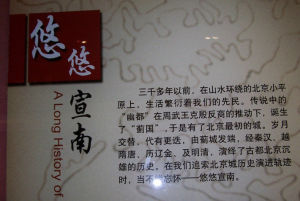 悠
悠
宣南
A Long History of
三千多年以前，在山水环绕的北京小平
原上，生活繁衍着我们的先民。传说中的
“幽都”在周武王克殷反商的推动下，诞生
了“蓟国”，于是有了北京最初的城。岁月
交替，代有更迭，由蓟城发端，经秦汉，越
隋唐，历辽金，及明清，演绎了古都北京沉
雄的历史。在我们追索北京城历史演进轨迹
时，当不能忘怀——悠悠宣南。